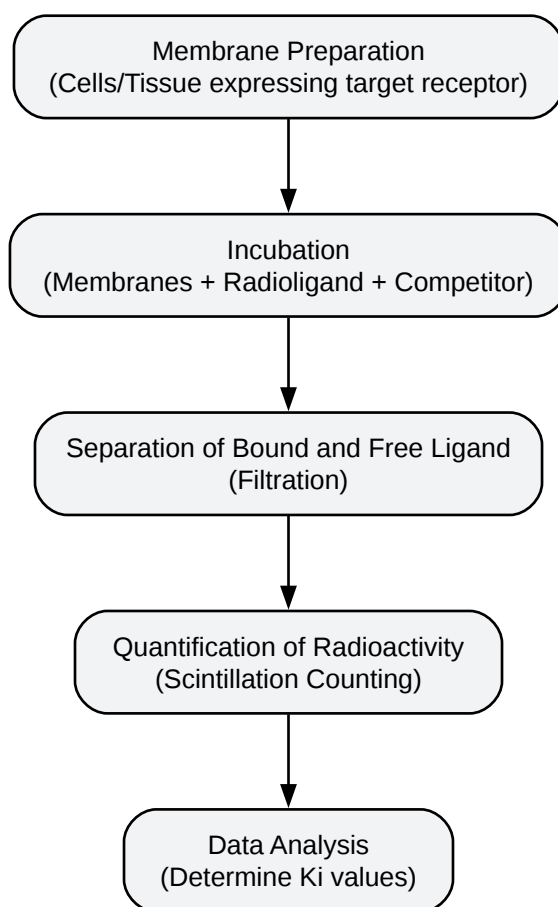 Membrane Preparation
(Cells/Tissue expressing target receptor)
Incubation
(Membranes + Radioligand + Competitor)
Separation of Bound and Free Ligand
(Filtration)
Quantification of Radioactivity
(Scintillation Counting)
Data Analysis
(Determine Ki values)